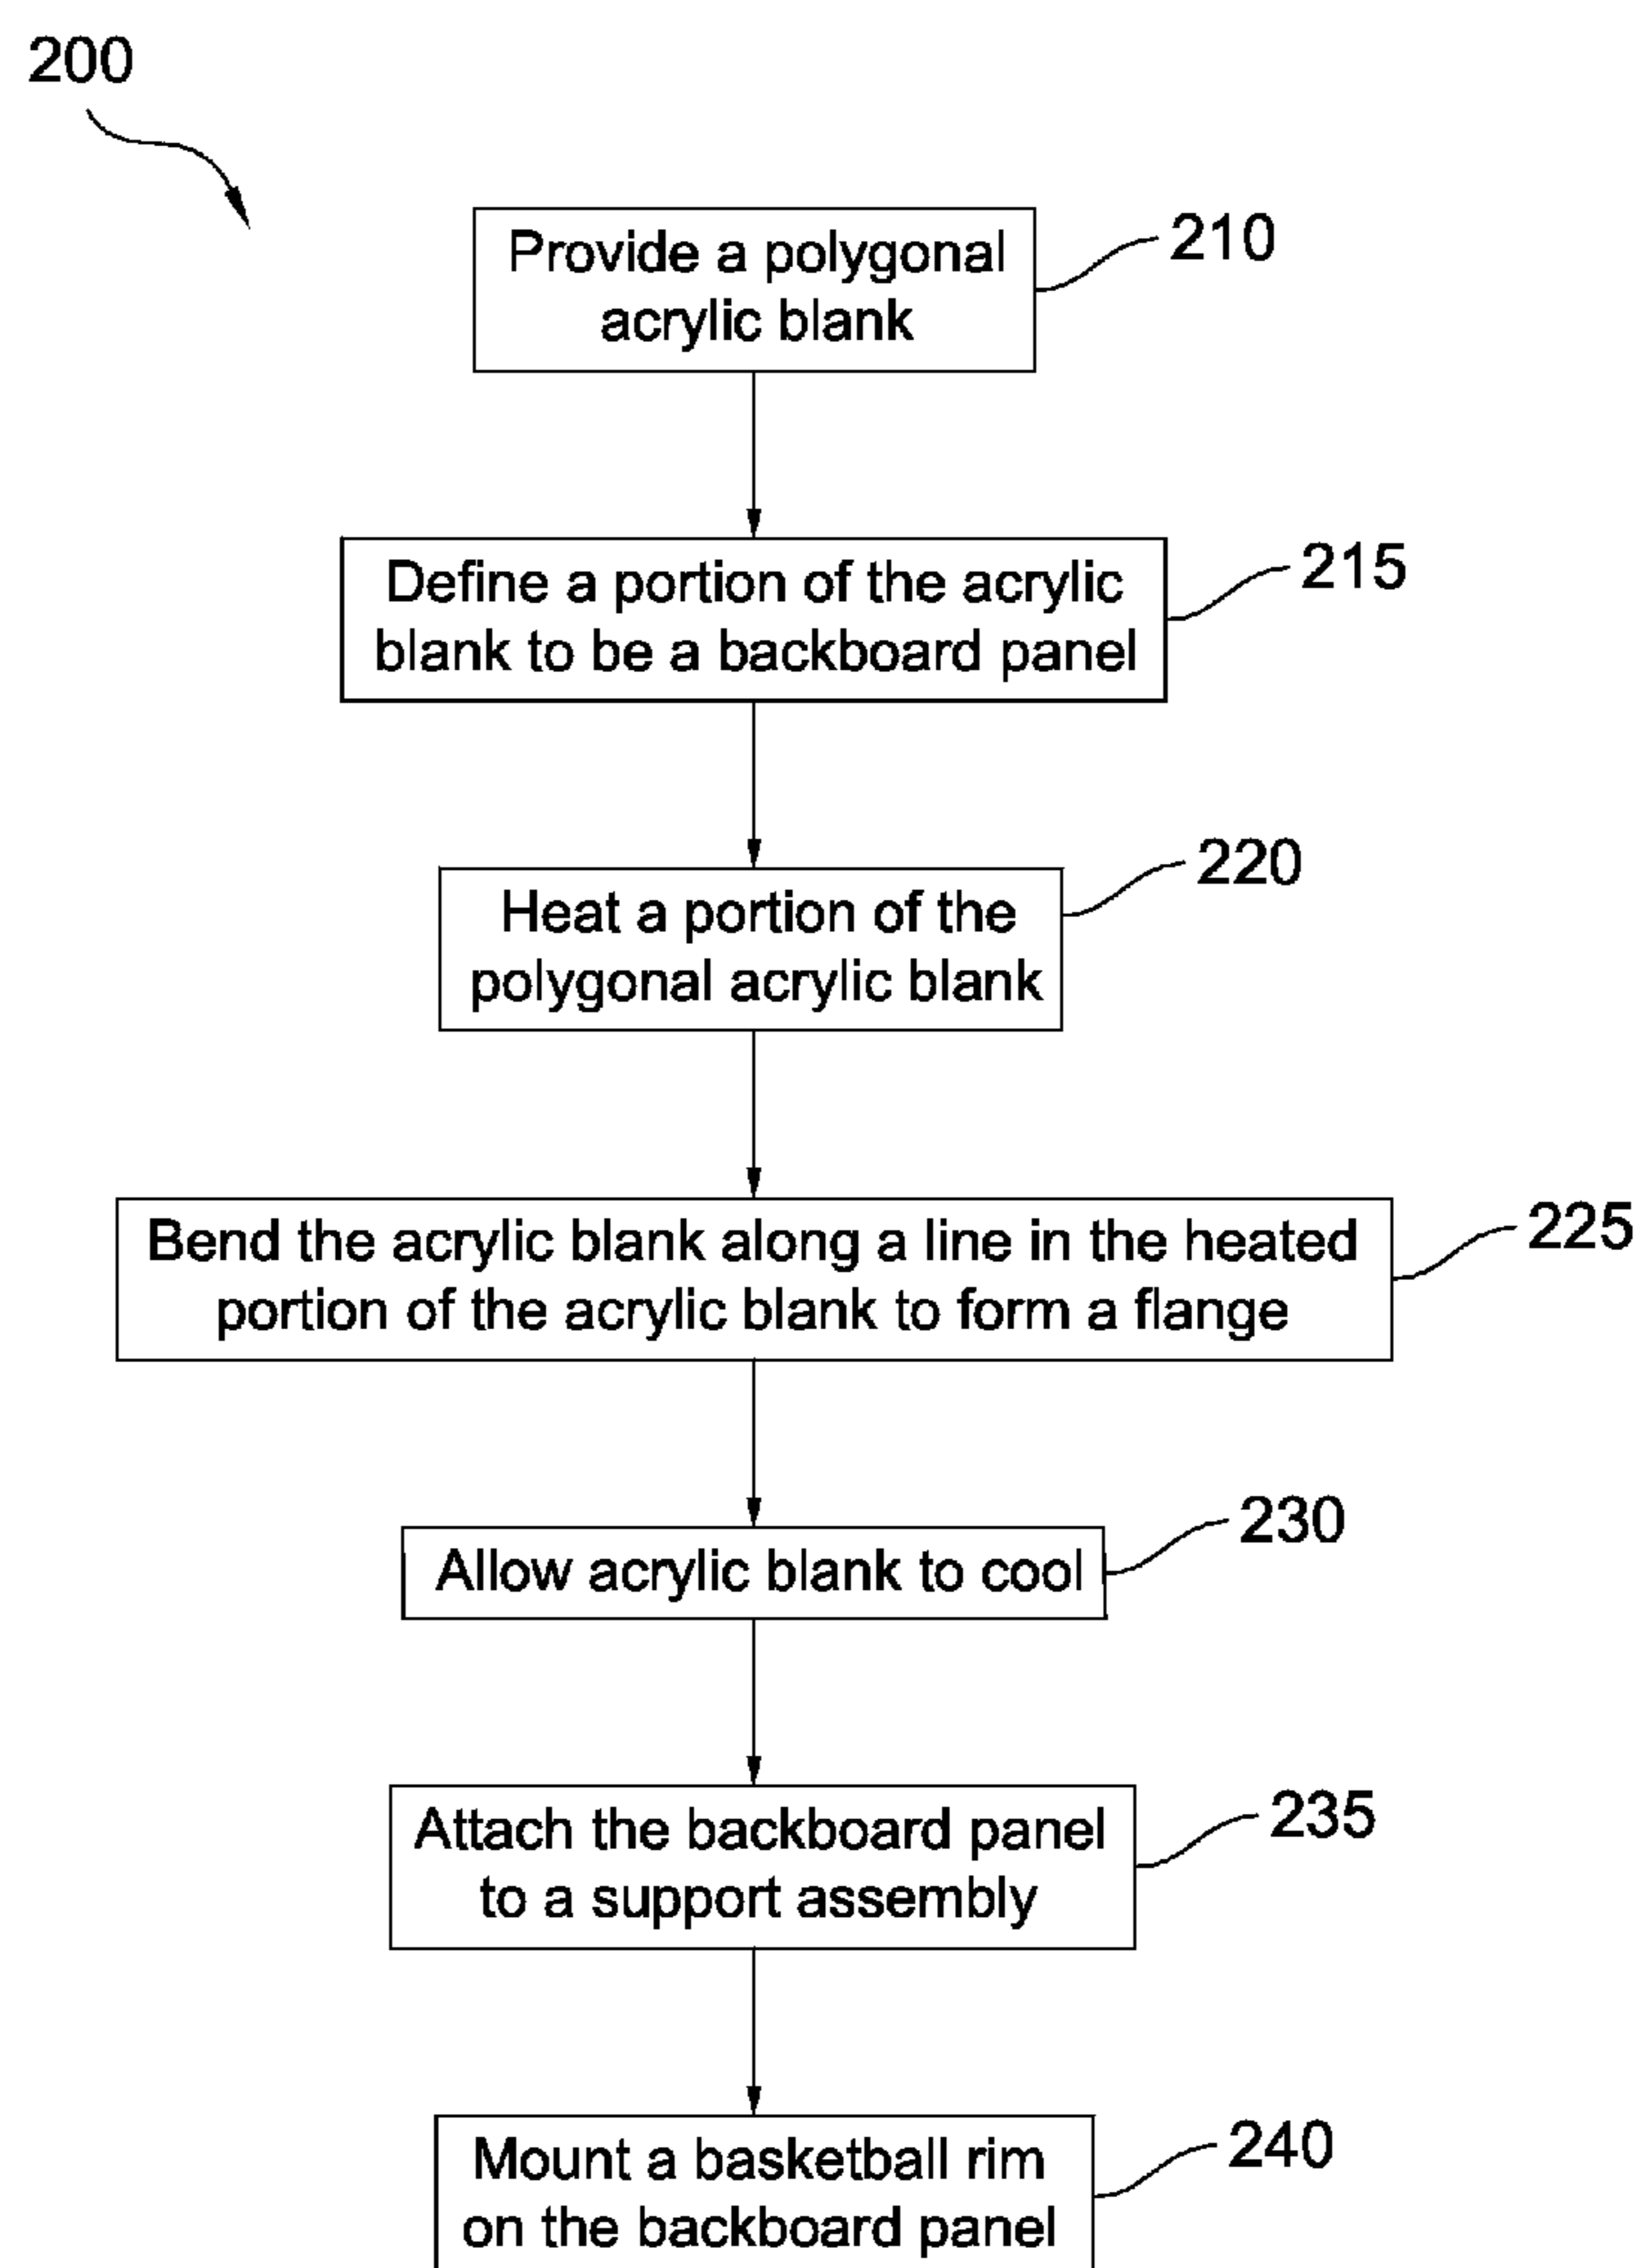 200
Provide a polygonal
acrylic blank
210
Define a portion of the acrylic
blank to be a backboard panel
215
Heat a portion of the
polygonal acrylic blank
220
Bend the acrylic blank along a line in the heated
portion of the acrylic blank to form a flange
225
Allow acrylic blank to cool
230
Attach the backboard panel
to a support assembly
235
Mount a basketball rim
on the backboard panel
240